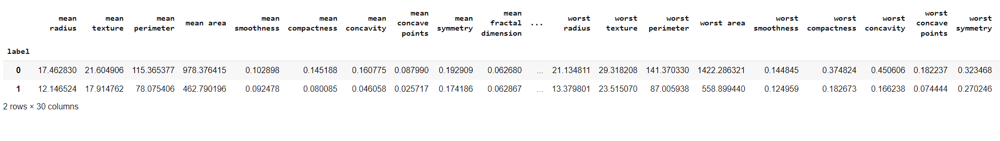 mean radius mean texture mean perimeter mean area mean smoothness mean compactness mean concavity mean concave points mean symmetry mean fractal dimension ... worst radius worst texture worst perimeter worst area worst smoothness worst compactness worst concavity worst concave points worst symmetry
label
0 17.462830 21.604906 115.365377 978.376415 0.102898 0.145188 0.160775 0.087990 0.192909 0.062680 ... 21.134811 29.318208 141.370330 1422.286321 0.144845 0.374824 0.450606 0.182237 0.323468
1 12.146524 17.914762 78.075406 462.790196 0.092478 0.080085 0.046058 0.025717 0.174186 0.062867 ... 13.379801 23.515070 87.005938 558.899440 0.124959 0.182673 0.166238 0.074444 0.270246
2 rows × 30 columns